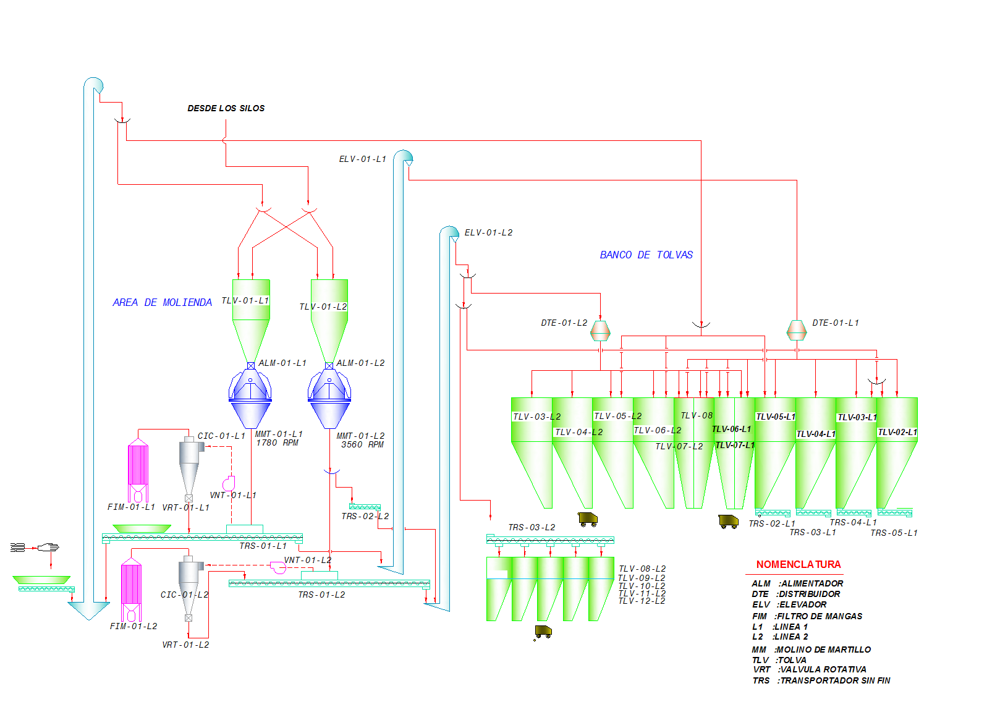 DESDE LOS SILOS
ELV-01-L1
ELV-01-L2
BANCO DE TOLVAS
AREA DE MOLIENDA
TLV-01-L1
TLV-01-L2
DTE-01-L2
DTE-01-L1
ALM-01-L1
ALM-01-L2
TLV-03-L2
TLV-04-L2
TLV-05-L2
TLV-06-L2
TLV-07-L2
TLV-08
TLV-06-L1
TLV-07-L1
TLV-05-L1
TLV-04-L1
TLV-03-L1
TLV-02-L1
CIC-01-L1
MMT-01-L1
1780 RPM
MMT-01-L2
3560 RPM
VNT-01-L1
FIM-01-L1
VRT-01-L1
TRS-02-L2
TRS-03-L2
TRS-02-L1
TRS-03-L1
TRS-04-L1
TRS-05-L1
TRS-01-L1
VNT-01-L2
CIC-01-L2
TRS-01-L2
FIM-01-L2
VRT-01-L2
TLV-08-L2
TLV-09-L2
TLV-10-L2
TLV-11-L2
TLV-12-L2
NOMENCLATURA
ALM :ALIMENTADOR
DTE :DISTRIBUIDOR
ELV :ELEVADOR
FIM :FILTRO DE MANGAS
L1 :LINEA 1
L2 :LINEA 2
MM :MOLINO DE MARTILLO
TLV :TOLVA
VRT :VALVULA ROTATIVA
TRS :TRANSPORTADOR SIN FIN